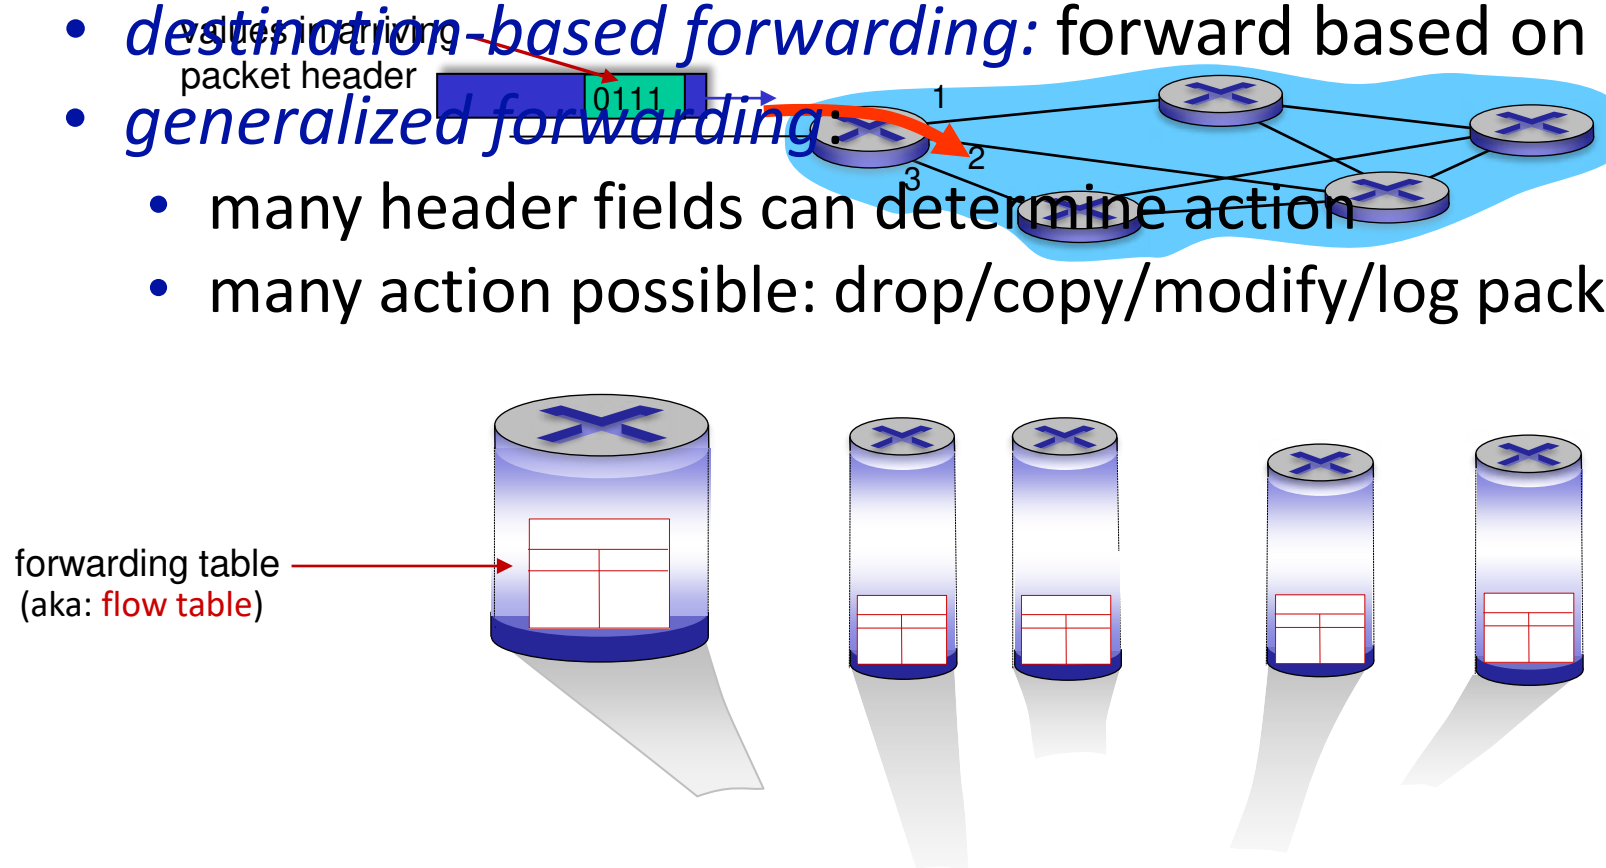 • destination-based forwarding: forward based on
values in arriving
packet header
0111
• generalized forwarding:
1
2
3
• many header fields can determine action
• many action possible: drop/copy/modify/log pack
forwarding table
(aka: flow table)